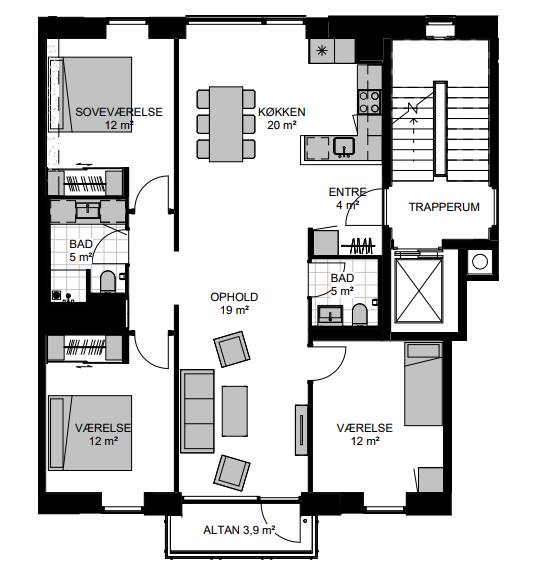 SOVEVÆRELSE
12 m²
KØKKEN
20 m²
ENTRE
4 m²
TRAPPERUM
BAD
5 m²
BAD
5 m²
OPHOLD
19 m²
VÆRELSE
12 m²
VÆRELSE
12 m²
ALTAN 3,9 m²
N